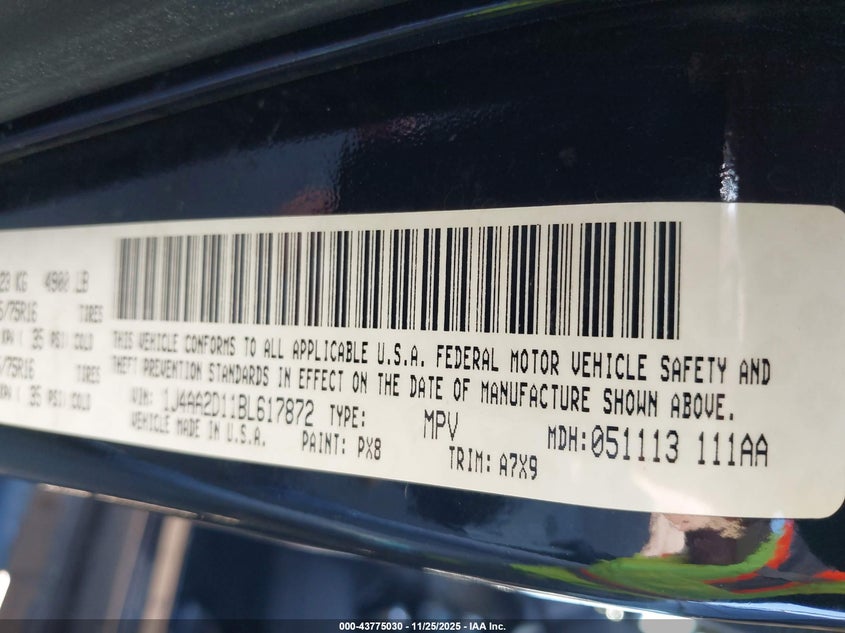 23 KG 4900 LB
/75R16 TIRES
(35 PSI) COLD
/75R16 TIRES
(35 PSI) COLD
THIS VEHICLE CONFORMS TO ALL APPLICABLE U.S.A. FEDERAL MOTOR VEHICLE SAFETY AND
THEFT PREVENTION STANDARDS IN EFFECT ON THE DATE OF MANUFACTURE SHOWN ABOVE.
VIN: 1J4AA2D11BL617872 TYPE: MPV MDH:051113 111AA
VEHICLE MADE IN U.S.A. PAINT: PX8 TRIM: A7X9
000-43775030 - 11/25/2025 - IAA Inc.